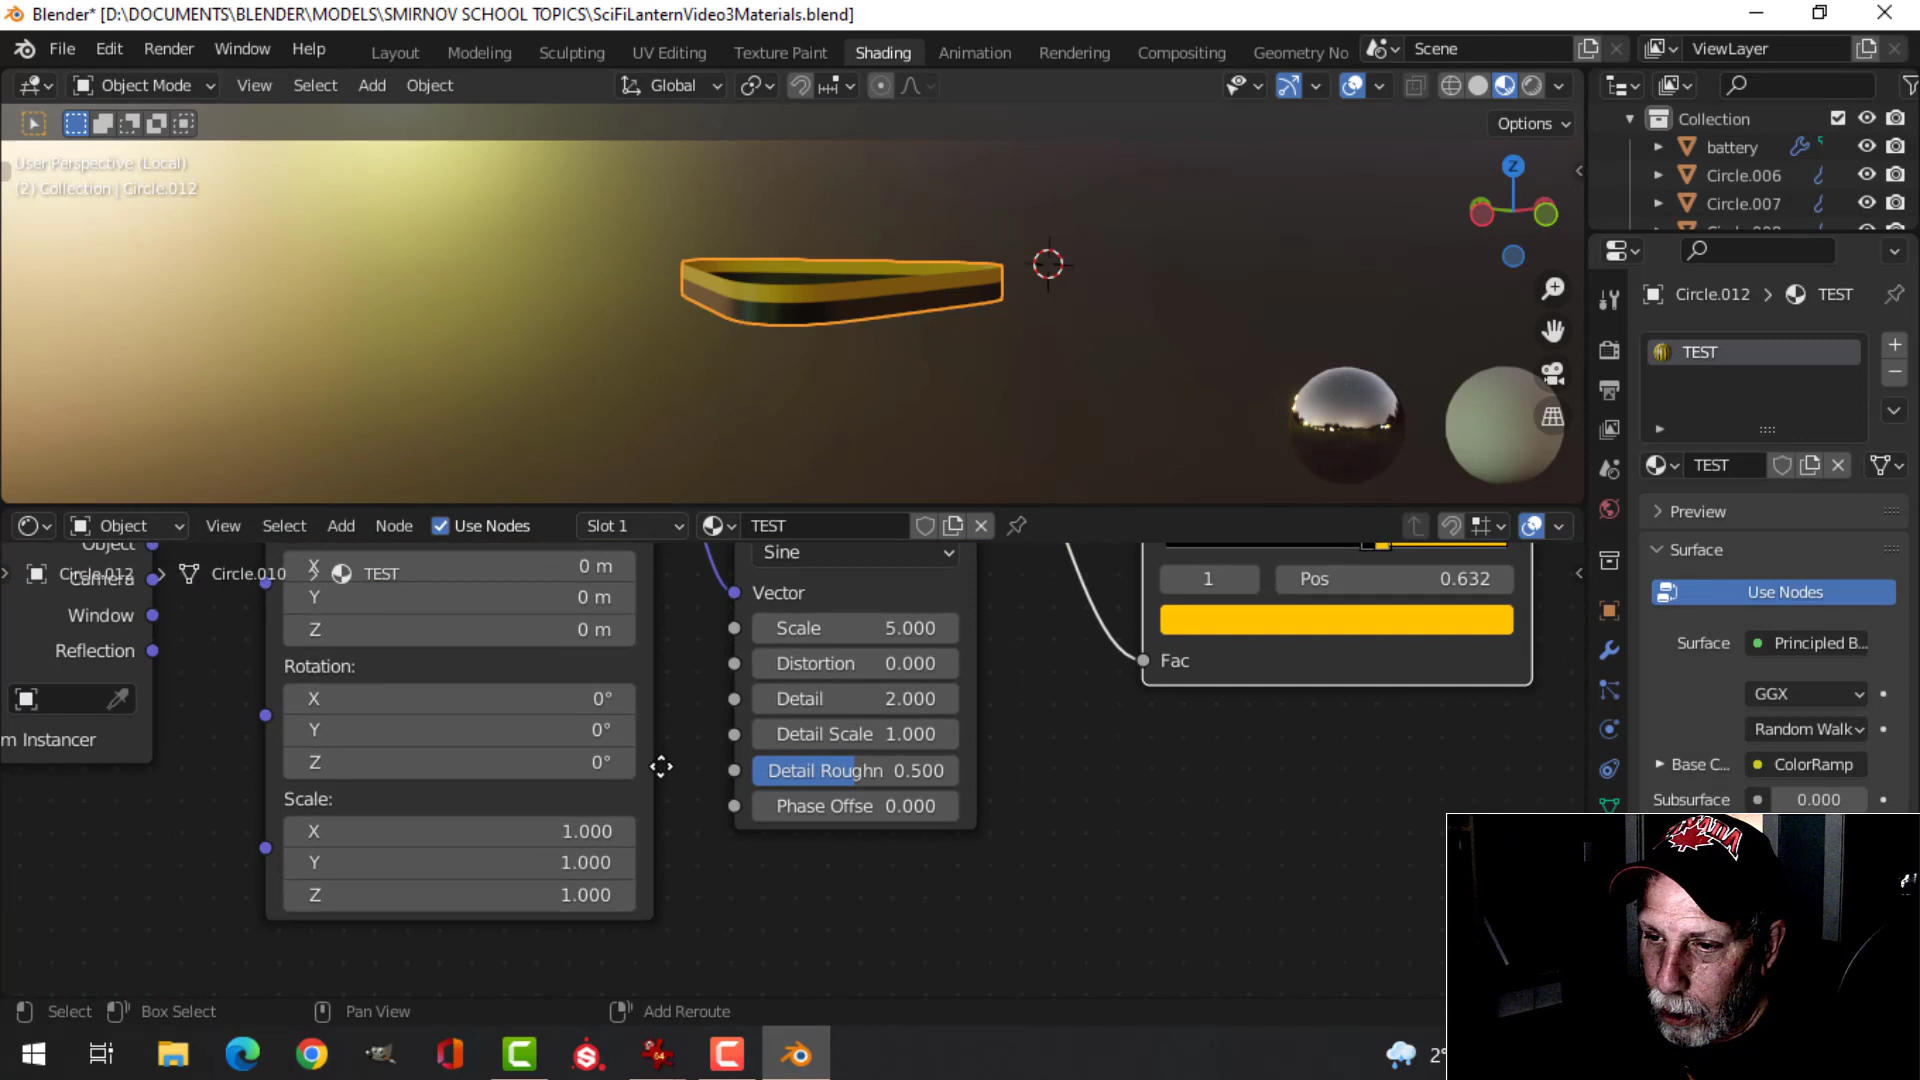 Blender* [D:\DOCUMENTS\BLENDER\MODELS\SMIRNOV SCHOOL TOPICS\SciFiLanternVideo3Materials.blend]
File Edit Render Window Help Layout Modeling Sculpting UV Editing Texture Paint Shading Animation Rendering Compositing Geometry No Scene ViewLayer
Object Mode View Select Add Object Global
Options
User Perspective (Local)
(2) Collection | Circle.012
Z
Collection
battery
Circle.006
Circle.007
Circle.012 > TEST
TEST
TEST
Preview
Surface
Use Nodes
Surface Principled B...
GGX
Random Walk
Base C... ColorRamp
Subsurface 0.000
Object View Select Add Node Use Nodes Slot 1 TEST
Object
Circle.012 > Circle.010 > TEST
Camera
Window
Reflection
m Instancer
X 0 m
Y 0 m
Z 0 m
Rotation:
X 0°
Y 0°
Z 0°
Scale:
X 1.000
Y 1.000
Z 1.000
Sine
Vector
Scale 5.000
Distortion 0.000
Detail 2.000
Detail Scale 1.000
Detail Roughn 0.500
Phase Offse 0.000
1 Pos 0.632
Fac
Select Box Select Pan View Add Reroute
2°